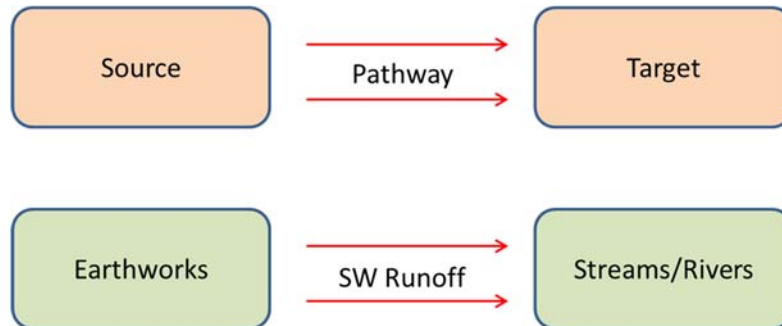 Source
Pathway
Target
Earthworks
SW Runoff
Streams/Rivers